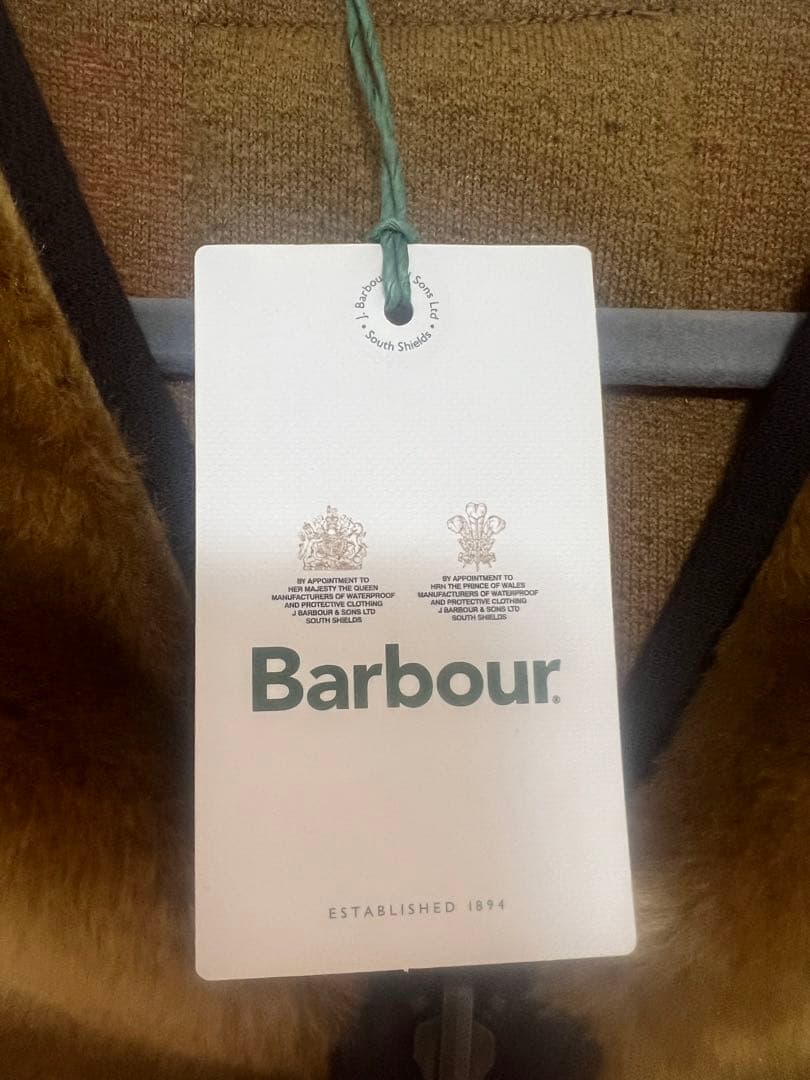 J. Barbou Sons Ltd
• South Shields •
BY APPOINTMENT TO
HER MAJESTY THE QUEEN
MANUFACTURERS OF WATERPROOF
AND PROTECTIVE CLOTHING
J BARBOUR & SONS LTD
SOUTH SHIELDS
BY APPOINTMENT TO
HRH THE PRINCE OF WALES
MANUFACTURERS OF WATERPROOF
AND PROTECTIVE CLOTHING
J BARBOUR & SONS LTD
SOUTH SHIELDS
Barbour®
ESTABLISHED 1894